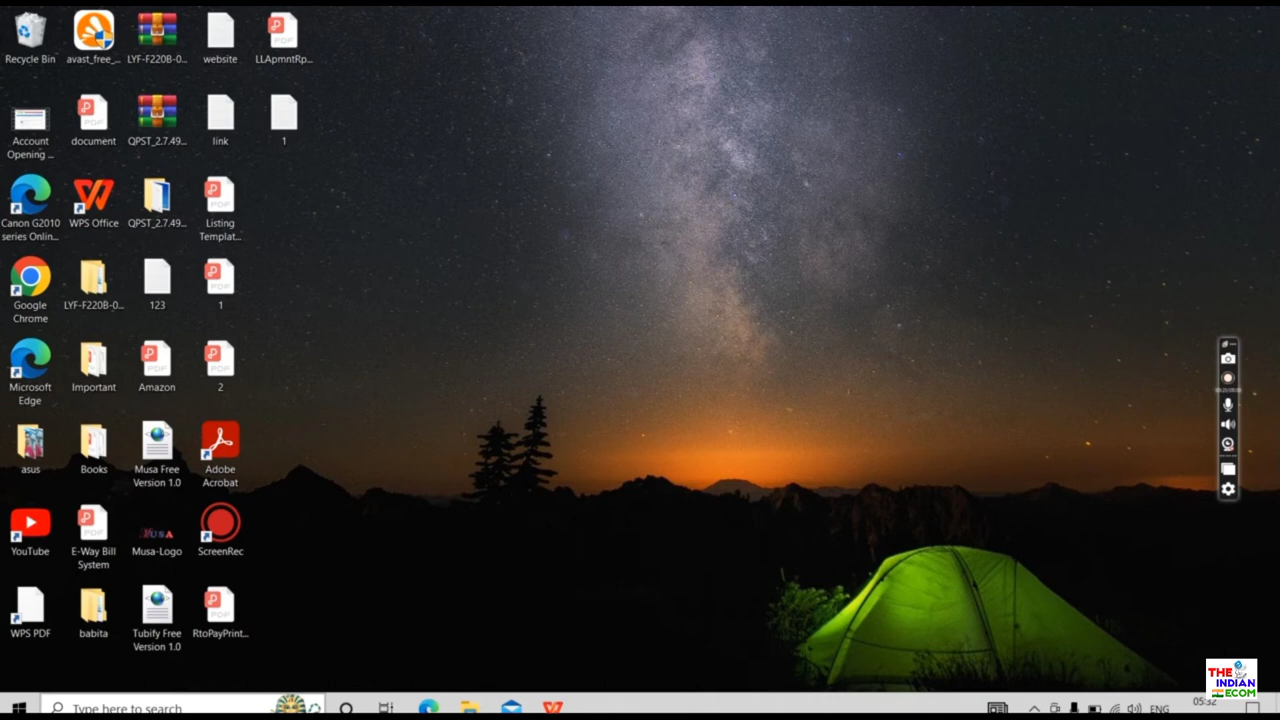 Recycle Bin
avast_free_...
LYF-F220B-0...
website
LLApmntRp...
Account
Opening ...
document
QPST_2.7.49...
link
1
Canon G2010
series Onlin...
WPS Office
QPST_2.7.49...
Listing
Templat...
Google
Chrome
LYF-F220B-0...
123
1
Microsoft
Edge
Important
Amazon
2
asus
Books
Musa Free
Version 1.0
Adobe
Acrobat
YouTube
E-Way Bill
System
Musa-Logo
ScreenRec
WPS PDF
babita
Tubify Free
Version 1.0
RtoPayPrint...
THE
INDIAN
ECOM
Type here to search
ENG
05:32